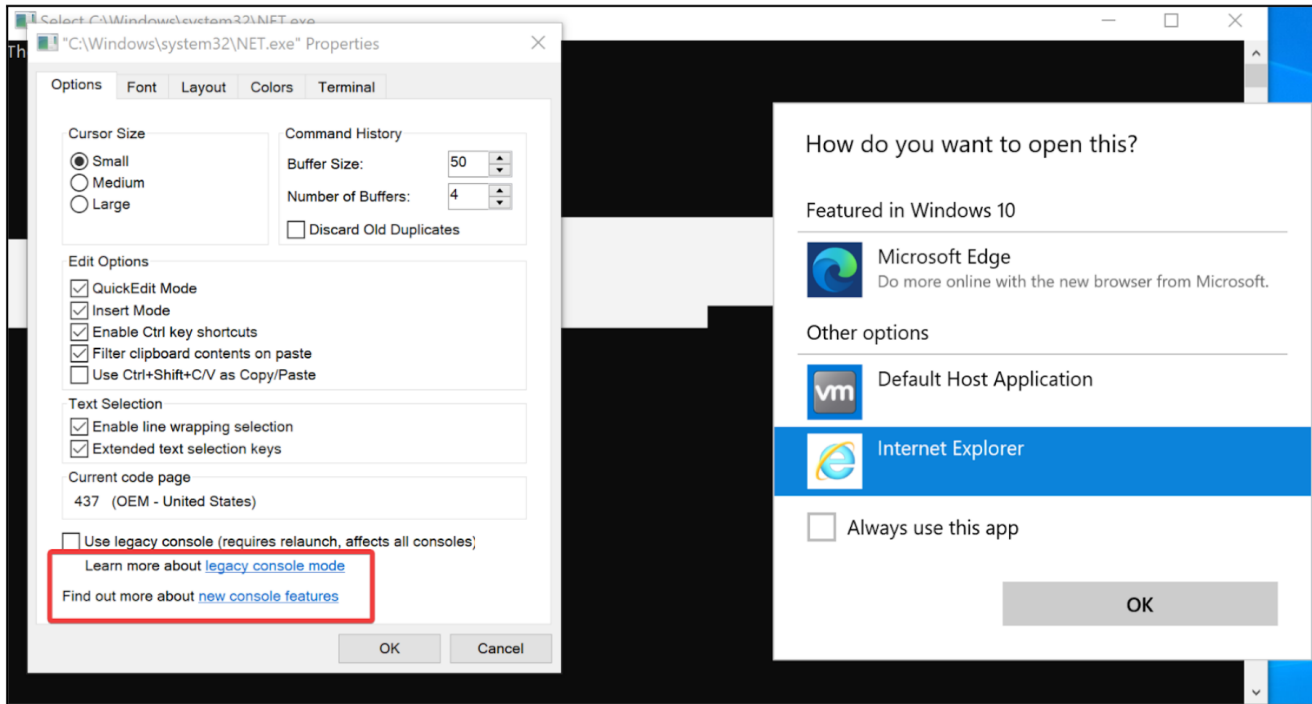 Select C:\Windows\system32\NET.exe
Th
"C:\Windows\system32\NET.exe" Properties
Options Font Layout Colors Terminal
Cursor Size
Small
Medium
Large
Command History
Buffer Size: 50
Number of Buffers: 4
Discard Old Duplicates
Edit Options
QuickEdit Mode
Insert Mode
Enable Ctrl key shortcuts
Filter clipboard contents on paste
Use Ctrl+Shift+C/V as Copy/Paste
Text Selection
Enable line wrapping selection
Extended text selection keys
Current code page
437 (OEM - United States)
Use legacy console (requires relaunch, affects all consoles)
Learn more about legacy console mode
Find out more about new console features
OK Cancel
How do you want to open this?
Featured in Windows 10
Microsoft Edge
Do more online with the new browser from Microsoft.
Other options
vm
Default Host Application
Internet Explorer
Always use this app
OK